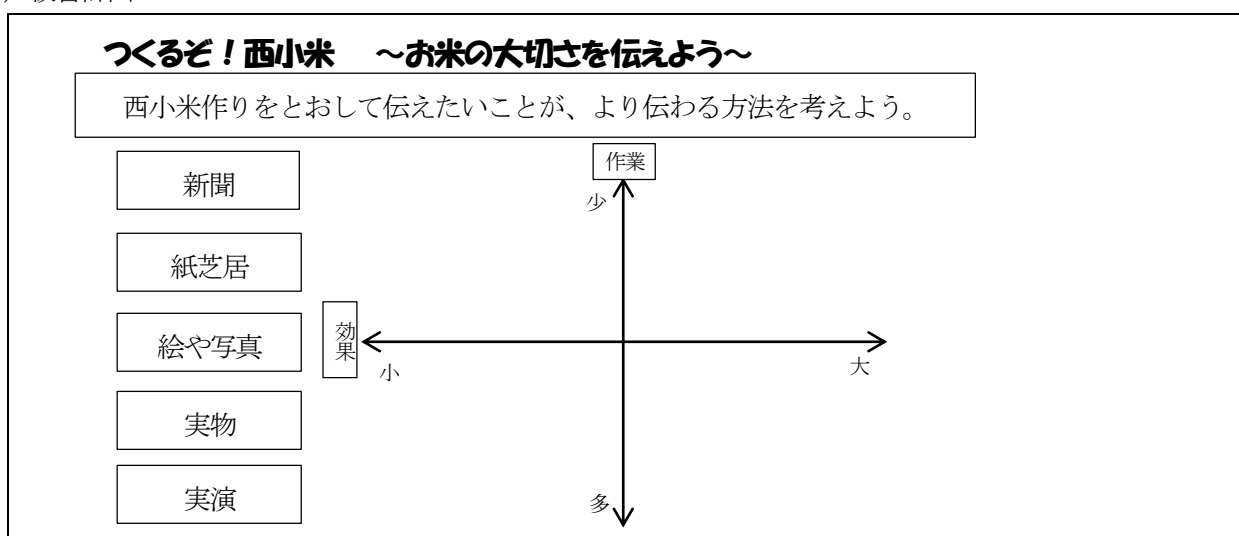 つくるぞ！西小米　～お米の大切さを伝えよう～
西小米作りをとおして伝えたいことが、より伝わる方法を考えよう。
作業
新聞
少
紙芝居
効果
絵や写真
小
大
実物
実演
多